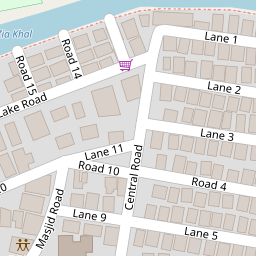 Zia Khal
Lane 1
Road 14
Road 15
Lake Road
Lane 2
Lane 3
Lane 11
Road 10
Central Road
Road 4
Masjid Road
Lane 9
Lane 5